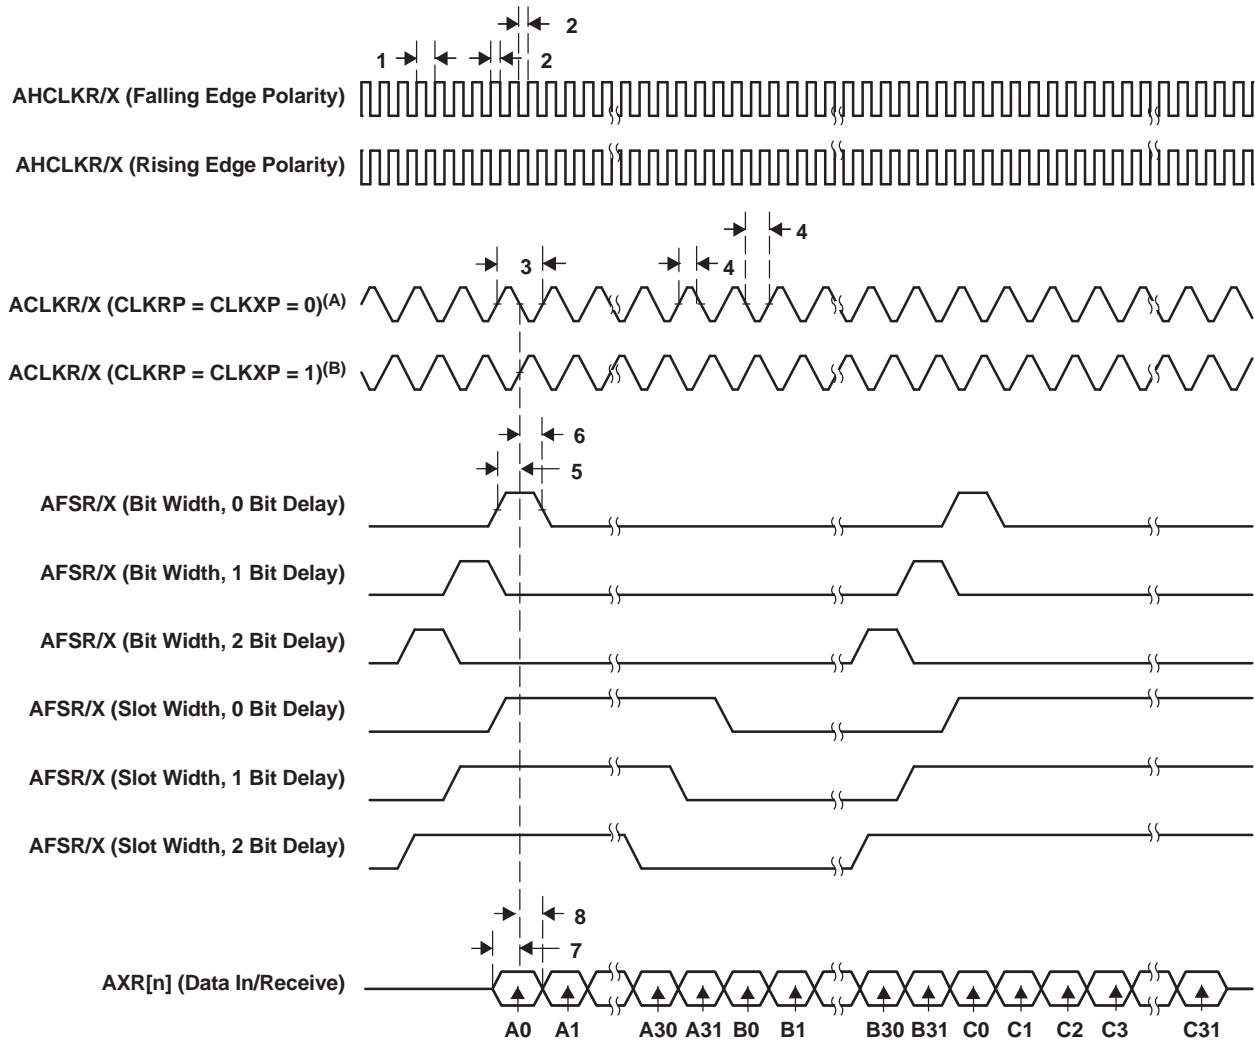 2
1
2
AHCLKR/X (Falling Edge Polarity)
AHCLKR/X (Rising Edge Polarity)
4
3
4
ACLKR/X (CLKRP = CLKXP = 0)(A)
ACLKR/X (CLKRP = CLKXP = 1)(B)
6
5
AFSR/X (Bit Width, 0 Bit Delay)
AFSR/X (Bit Width, 1 Bit Delay)
AFSR/X (Bit Width, 2 Bit Delay)
AFSR/X (Slot Width, 0 Bit Delay)
AFSR/X (Slot Width, 1 Bit Delay)
AFSR/X (Slot Width, 2 Bit Delay)
8
7
AXR[n] (Data In/Receive)
A0 A1 A30 A31 B0 B1 B30 B31 C0 C1 C2 C3 C31